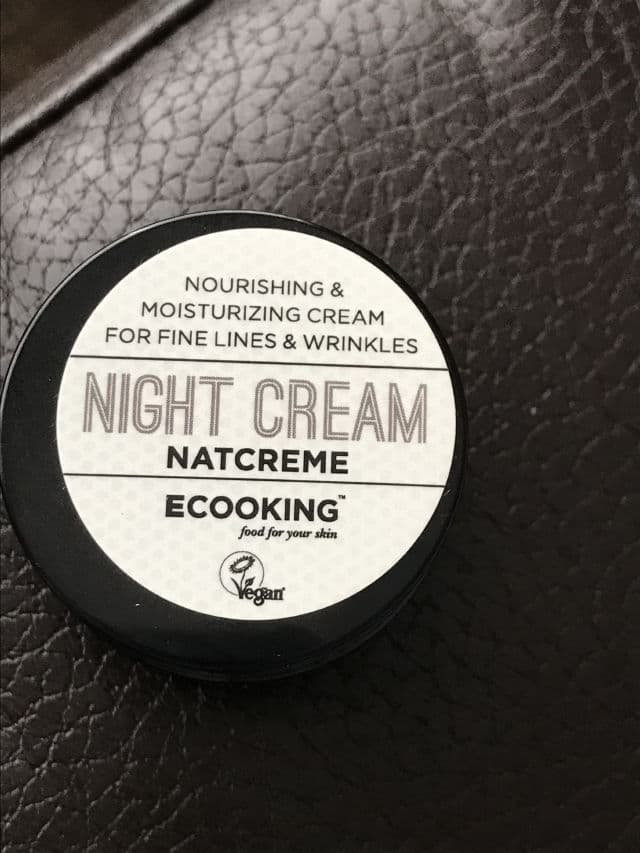 NOURISHING &
MOISTURIZING CREAM
FOR FINE LINES & WRINKLES
NIGHT CREAM
NATCREME
ECOOKING™
food for your skin
Vegan